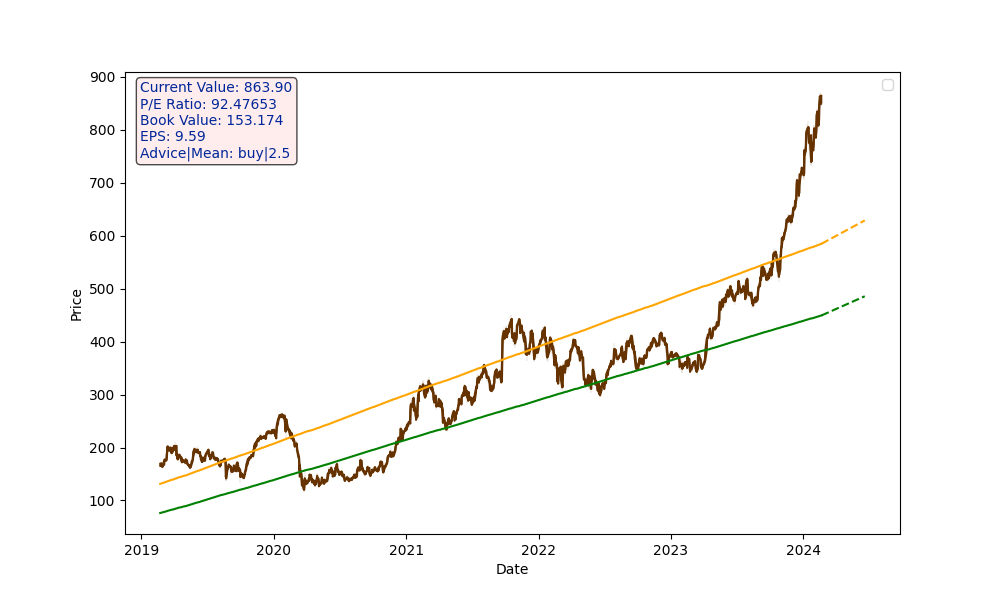 Current Value: 863.90
P/E Ratio: 92.47653
Book Value: 153.174
EPS: 9.59
Advice|Mean: buy|2.5
900
800
700
600
500
400
300
200
100
Price
2019 2020 2021 2022 2023 2024
Date